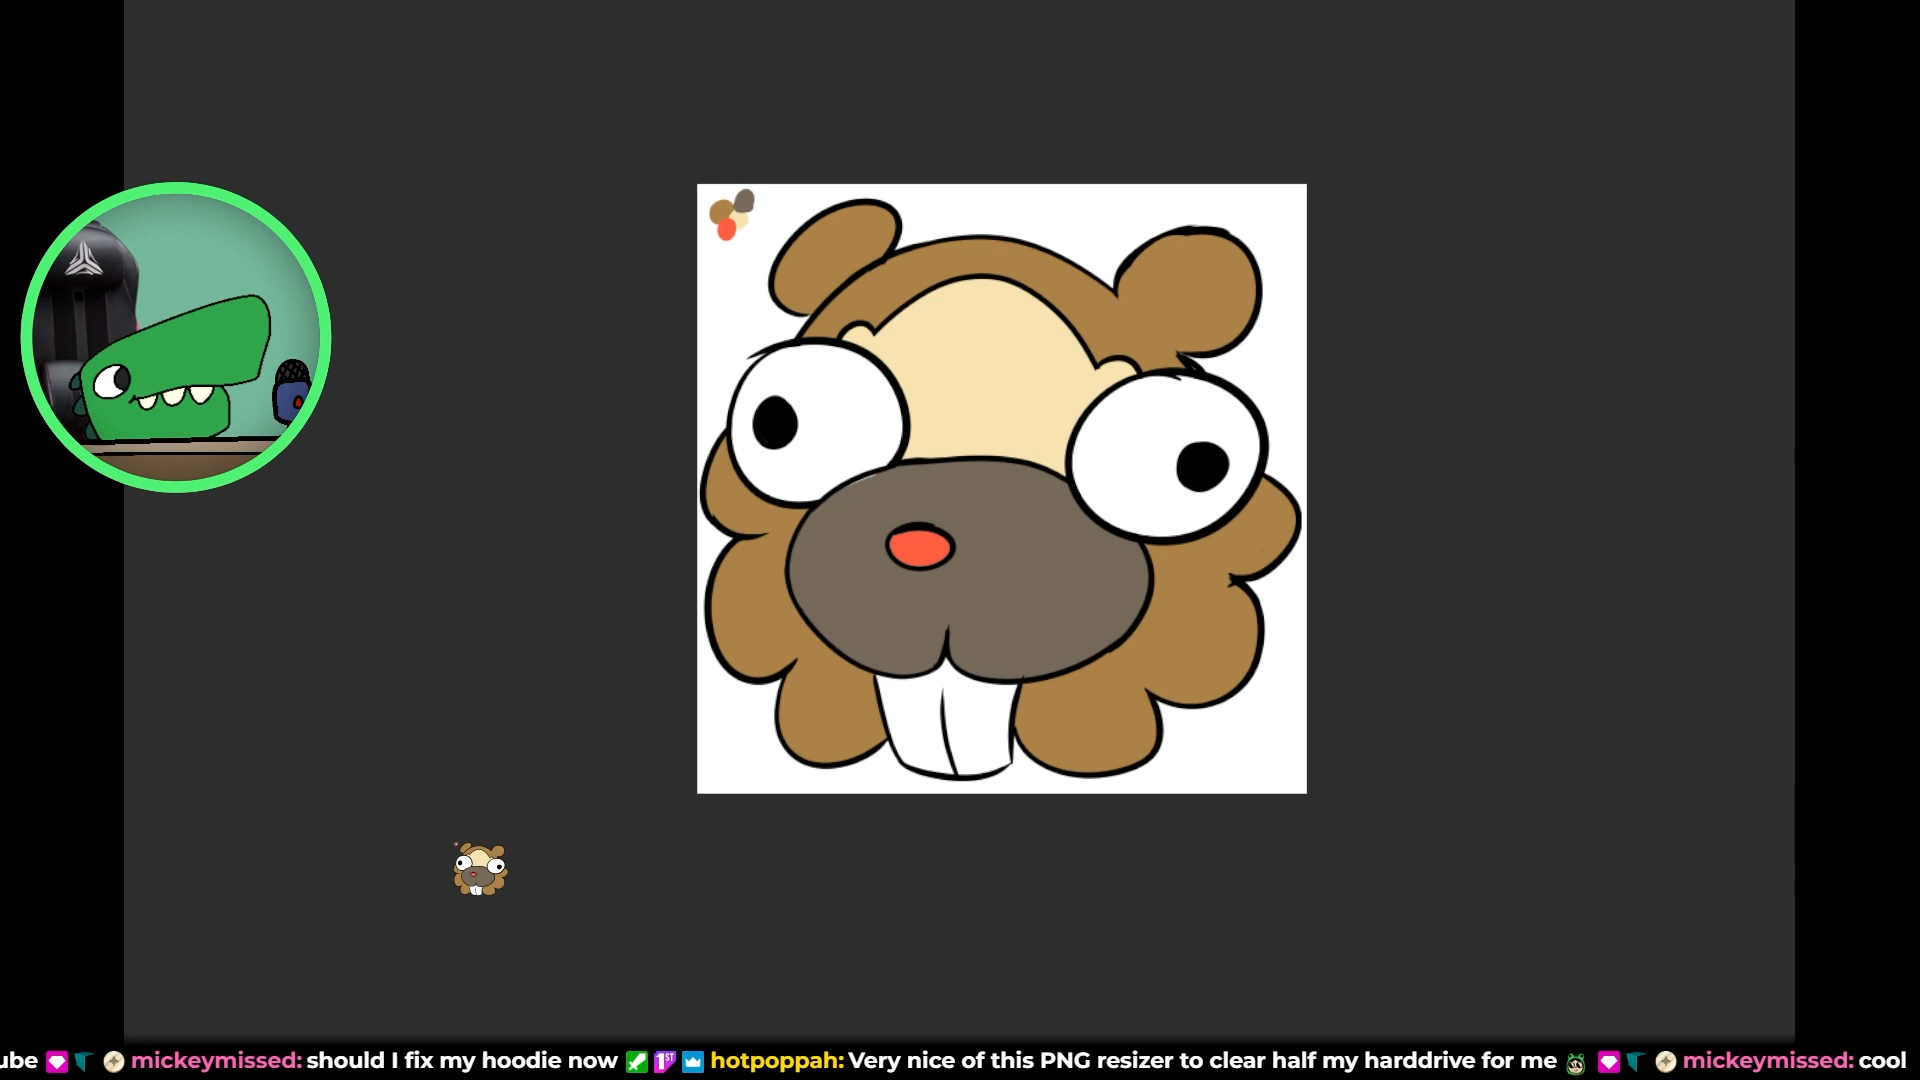 ube mickeymissed: should I fix my hoodie now 1ST hotpoppah: Very nice of this PNG resizer to clear half my harddrive for me mickeymissed: cool